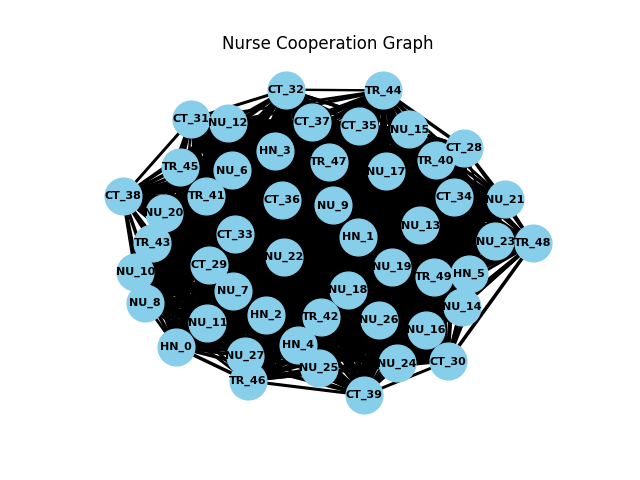 Nurse Cooperation Graph
CT_32
TR_44
CT_31
NU_12
CT_37
CT_35
NU_15
HN_3
CT_28
TR_45
NU_6
TR_47
NU_17
TR_40
CT_38
TR_41
CT_36
NU_9
CT_34
NU_21
NU_20
NU_13
TR_43
CT_33
HN_1
NU_23
TR_48
NU_10
CT_29
NU_22
NU_19
TR_49
HN_5
NU_8
NU_7
NU_18
NU_14
NU_11
HN_2
TR_42
NU_26
NU_16
HN_0
NU_27
HN_4
NU_25
NU_24
CT_30
TR_46
CT_39